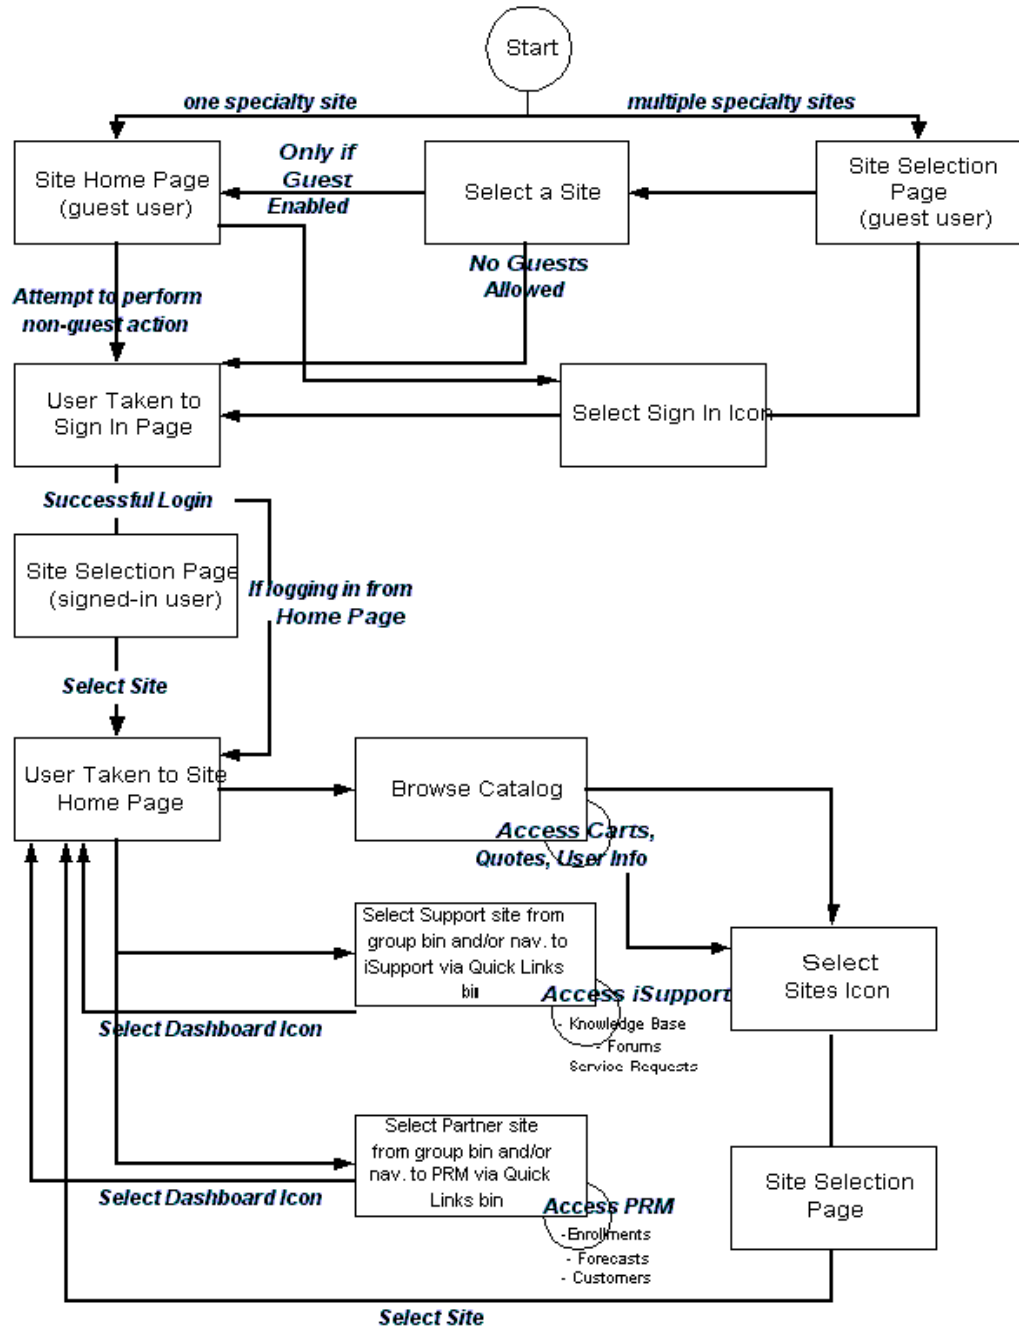 Start
one specialty site
multiple specialty sites
Site Home Page
(guest user)
Only if
Guest
Enabled
Select a Site
Site Selection
Page
(guest user)
No Guests
Allowed
Attempt to perform
non-guest action
User Taken to
Sign In Page
Select Sign In Icon
Successful Login
Site Selection Page
(signed-in user)
If logging in from
Home Page
Select Site
User Taken to Site
Home Page
Browse Catalog
Access Carts,
Quotes, User Info
Select Support site from
group bin and/or nav. to
iSupport via Quick Links
bin
Select
Sites Icon
Access iSupport
Select Dashboard Icon
- Knowledge Base
- Forums
Service Requests
Select Partner site
from group bin and/or
nav. to PRM via Quick
Links bin
Select Dashboard Icon
Access PRM
-Enrollments
- Forecasts
- Customers
Site Selection
Page
Select Site